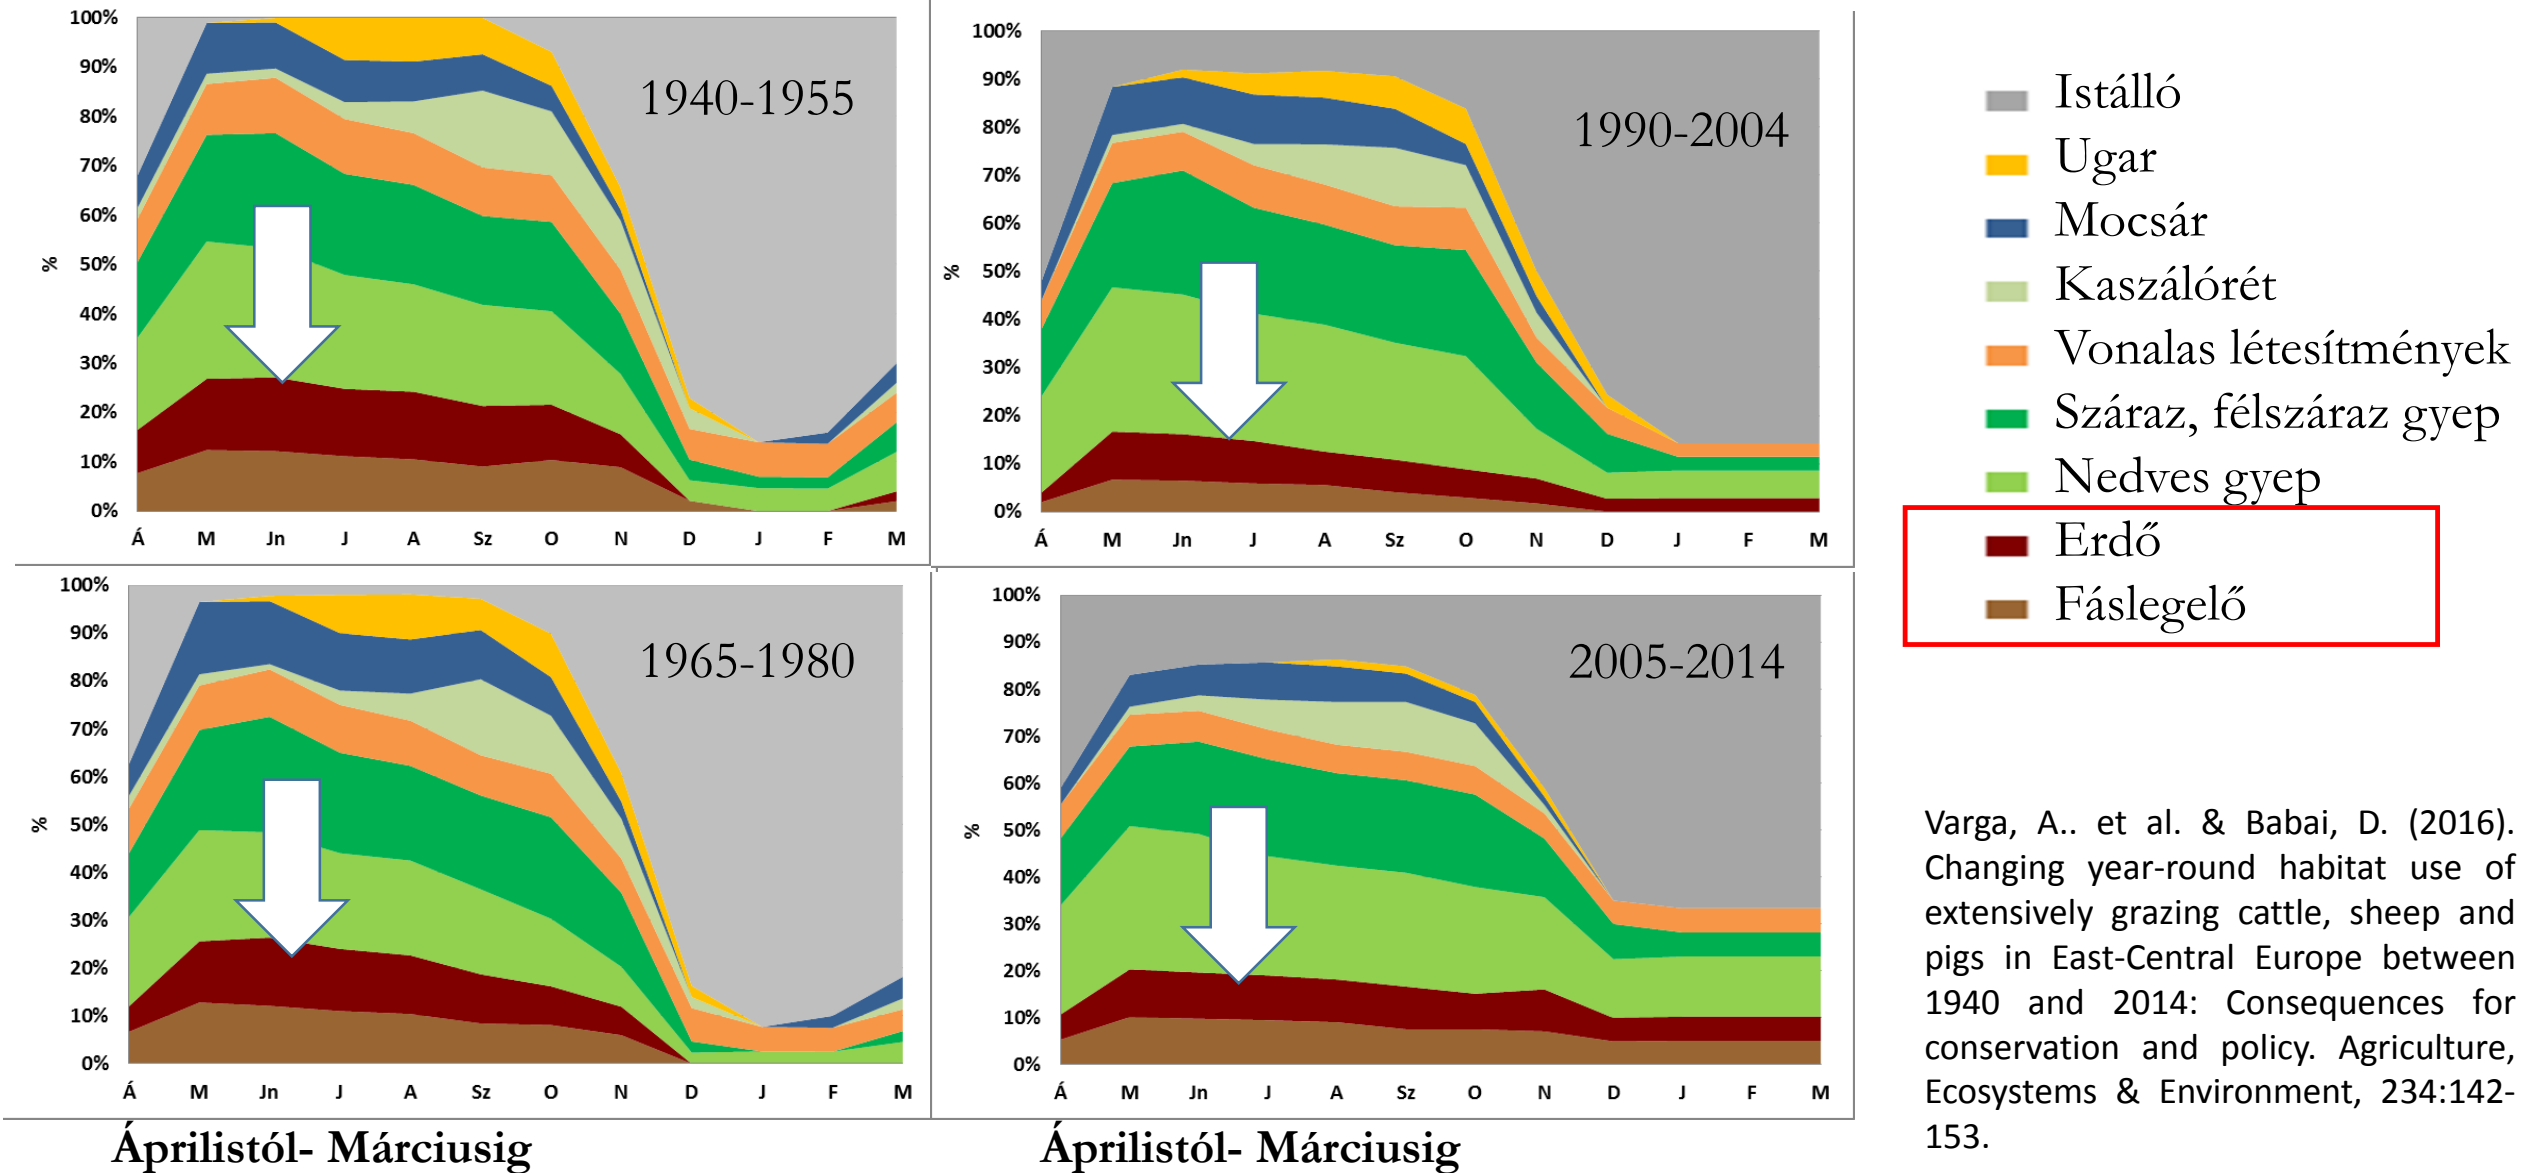 100%
90%
80%
70%
60%
50%
40%
30%
20%
10%
0%
%
1940-1955
Á M Jn J A Sz O N D J F M
100%
90%
80%
70%
60%
50%
40%
30%
20%
10%
0%
%
1990-2004
Á M Jn J A Sz O N D J F M
100%
90%
80%
70%
60%
50%
40%
30%
20%
10%
0%
%
1965-1980
Á M Jn J A Sz O N D J F M
Áprilistól- Márciusig
100%
90%
80%
70%
60%
50%
40%
30%
20%
10%
0%
%
2005-2014
Á M Jn J A Sz O N D J F M
Áprilistól- Márciusig
Istálló
Ugar
Mocsár
Kaszálórét
Vonalas létesítmények
Száraz, félszáraz gyep
Nedves gyep
Erdő
Fáslegelő
Varga, A.. et al. & Babai, D. (2016).
Changing year-round habitat use of
extensively grazing cattle, sheep and
pigs in East-Central Europe between
1940 and 2014: Consequences for
conservation and policy. Agriculture,
Ecosystems & Environment, 234:142-
153.